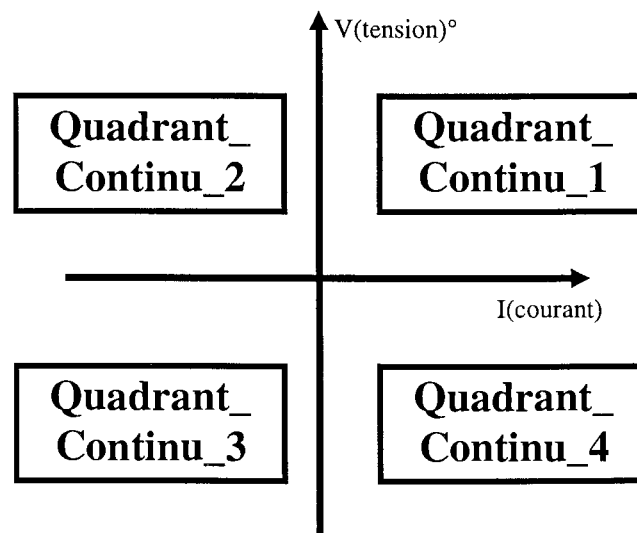 V(tension)°
Quadrant_
Continu_2
Quadrant_
Continu_1
I(courant)
Quadrant_
Continu_3
Quadrant_
Continu_4